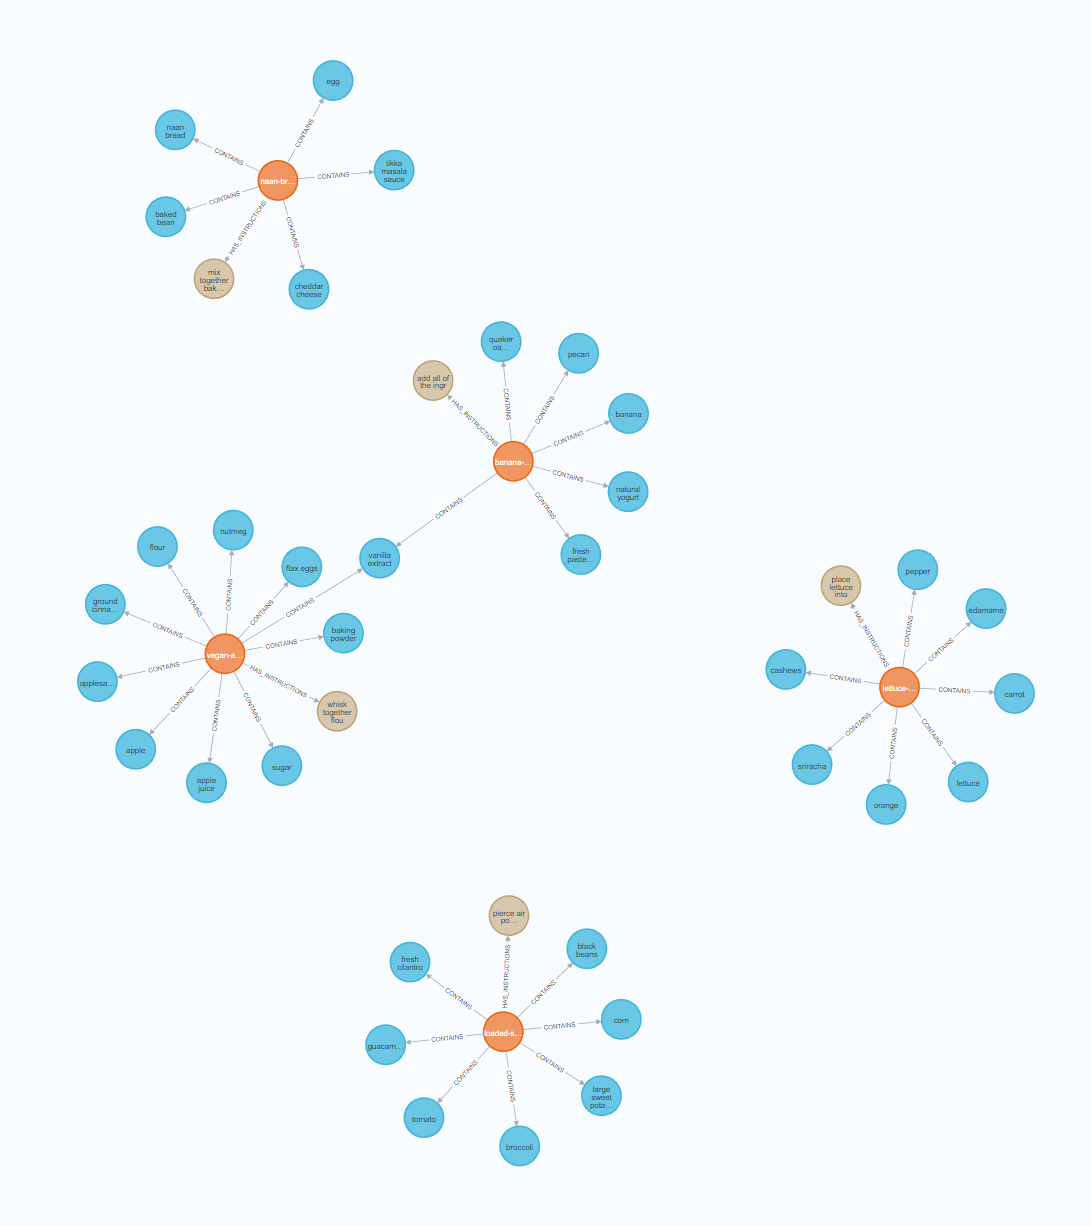 egg
CONTAINS
naan
bread
CONTAINS
tikka
masala
sauce
CONTAINS
naan-br…
CONTAINS
baked
bean
HAS_INSTRUCTIONS
CONTAINS
mix
together
bak…
cheddar
cheese
quaker
oa…
pecan
add all of
the ingr
CONTAINS
CONTAINS
HAS_INSTRUCTIONS
banana
CONTAINS
banana-…
CONTAINS
natural
yogurt
CONTAINS
CONTAINS
fresh
paste…
vanilla
extract
nutmeg
flour
flax eggs
CONTAINS
CONTAINS
CONTAINS
CONTAINS
ground
cinna…
CONTAINS
baking
powder
CONTAINS
vegan-a…
CONTAINS
applesa…
HAS_INSTRUCTIONS
whisk
together
flou
CONTAINS
CONTAINS
CONTAINS
apple
apple
juice
sugar
place
lettuce
into
pepper
edamame
HAS_INSTRUCTIONS
CONTAINS
CONTAINS
cashews
CONTAINS
lettuce-…
CONTAINS
carrot
CONTAINS
CONTAINS
CONTAINS
sriracha
orange
lettuce
pierce air
po…
black
beans
fresh
cilantro
HAS_INSTRUCTIONS
CONTAINS
CONTAINS
corn
CONTAINS
loaded-s…
guacam…
CONTAINS
CONTAINS
CONTAINS
CONTAINS
large
sweet
pota…
tomato
broccoli